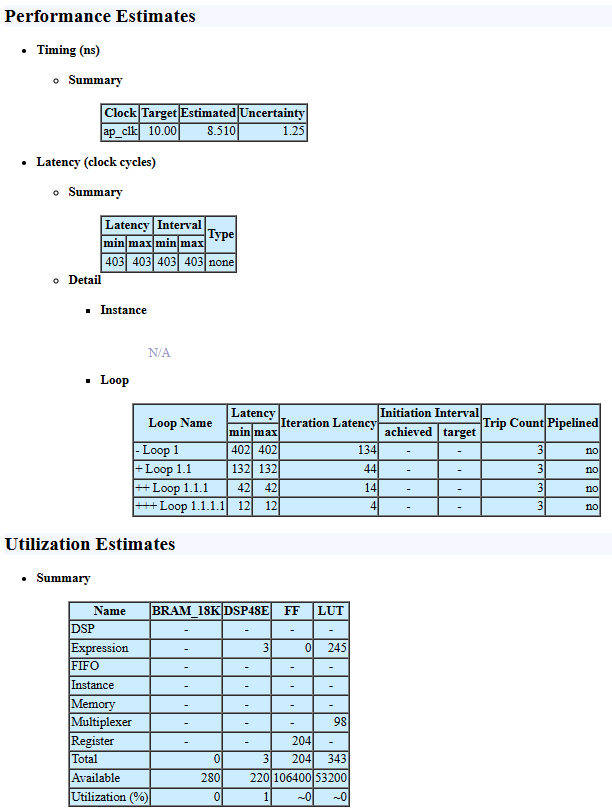 Performance Estimates
Timing (ns)
Summary
Clock Target Estimated Uncertainty
ap_clk 10.00 8.510 1.25
Latency (clock cycles)
Summary
Latency Interval Type
min max min max
403 403 403 403 none
Detail
Instance
N/A
Loop
Loop Name Latency Iteration Latency Initiation Interval Trip Count Pipelined
min max achieved target
- Loop 1 402 402 134 - - 3 no
+ Loop 1.1 132 132 44 - - 3 no
++ Loop 1.1.1 42 42 14 - - 3 no
+++ Loop 1.1.1.1 12 12 4 - - 3 no
Utilization Estimates
Summary
Name BRAM_18K DSP48E FF LUT
DSP - - - -
Expression - 3 0 245
FIFO - - - -
Instance - - - -
Memory - - - -
Multiplexer - - - 98
Register - - 204 -
Total 0 3 204 343
Available 280 220 106400 53200
Utilization (%) 0 1 ~0 ~0